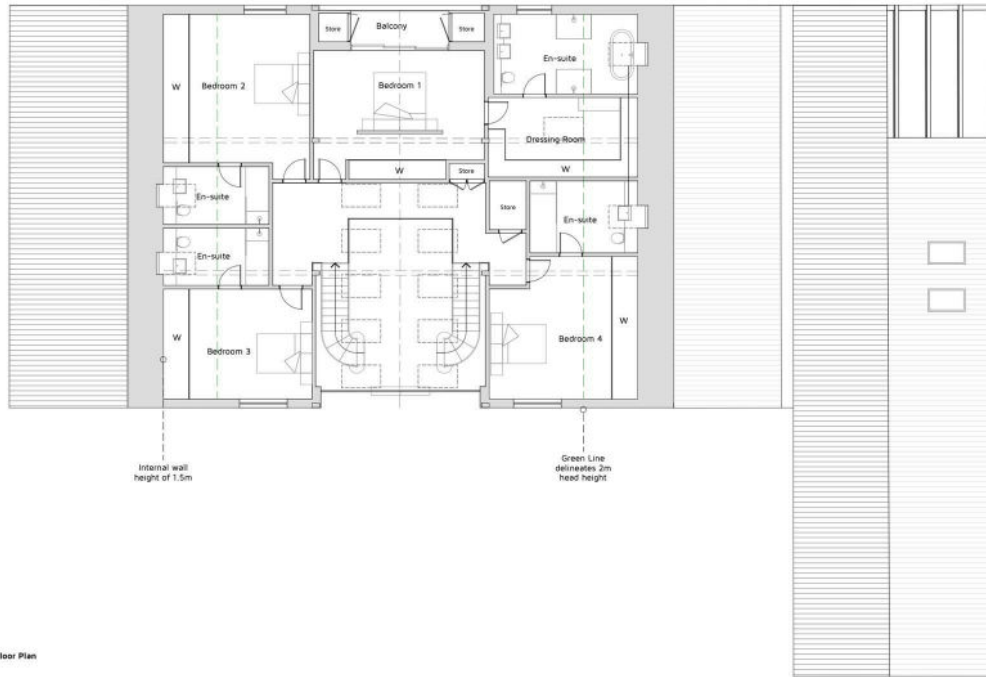 Store
Balcony
Store
En-suite
W
Bedroom 2
Bedroom 1
Dressing Room
W
Store
W
En-suite
Store
En-suite
En-suite
W
Bedroom 3
Bedroom 4
W
Internal wall
height of 1.5m
Green Line
delineates 2m
head height
loor Plan